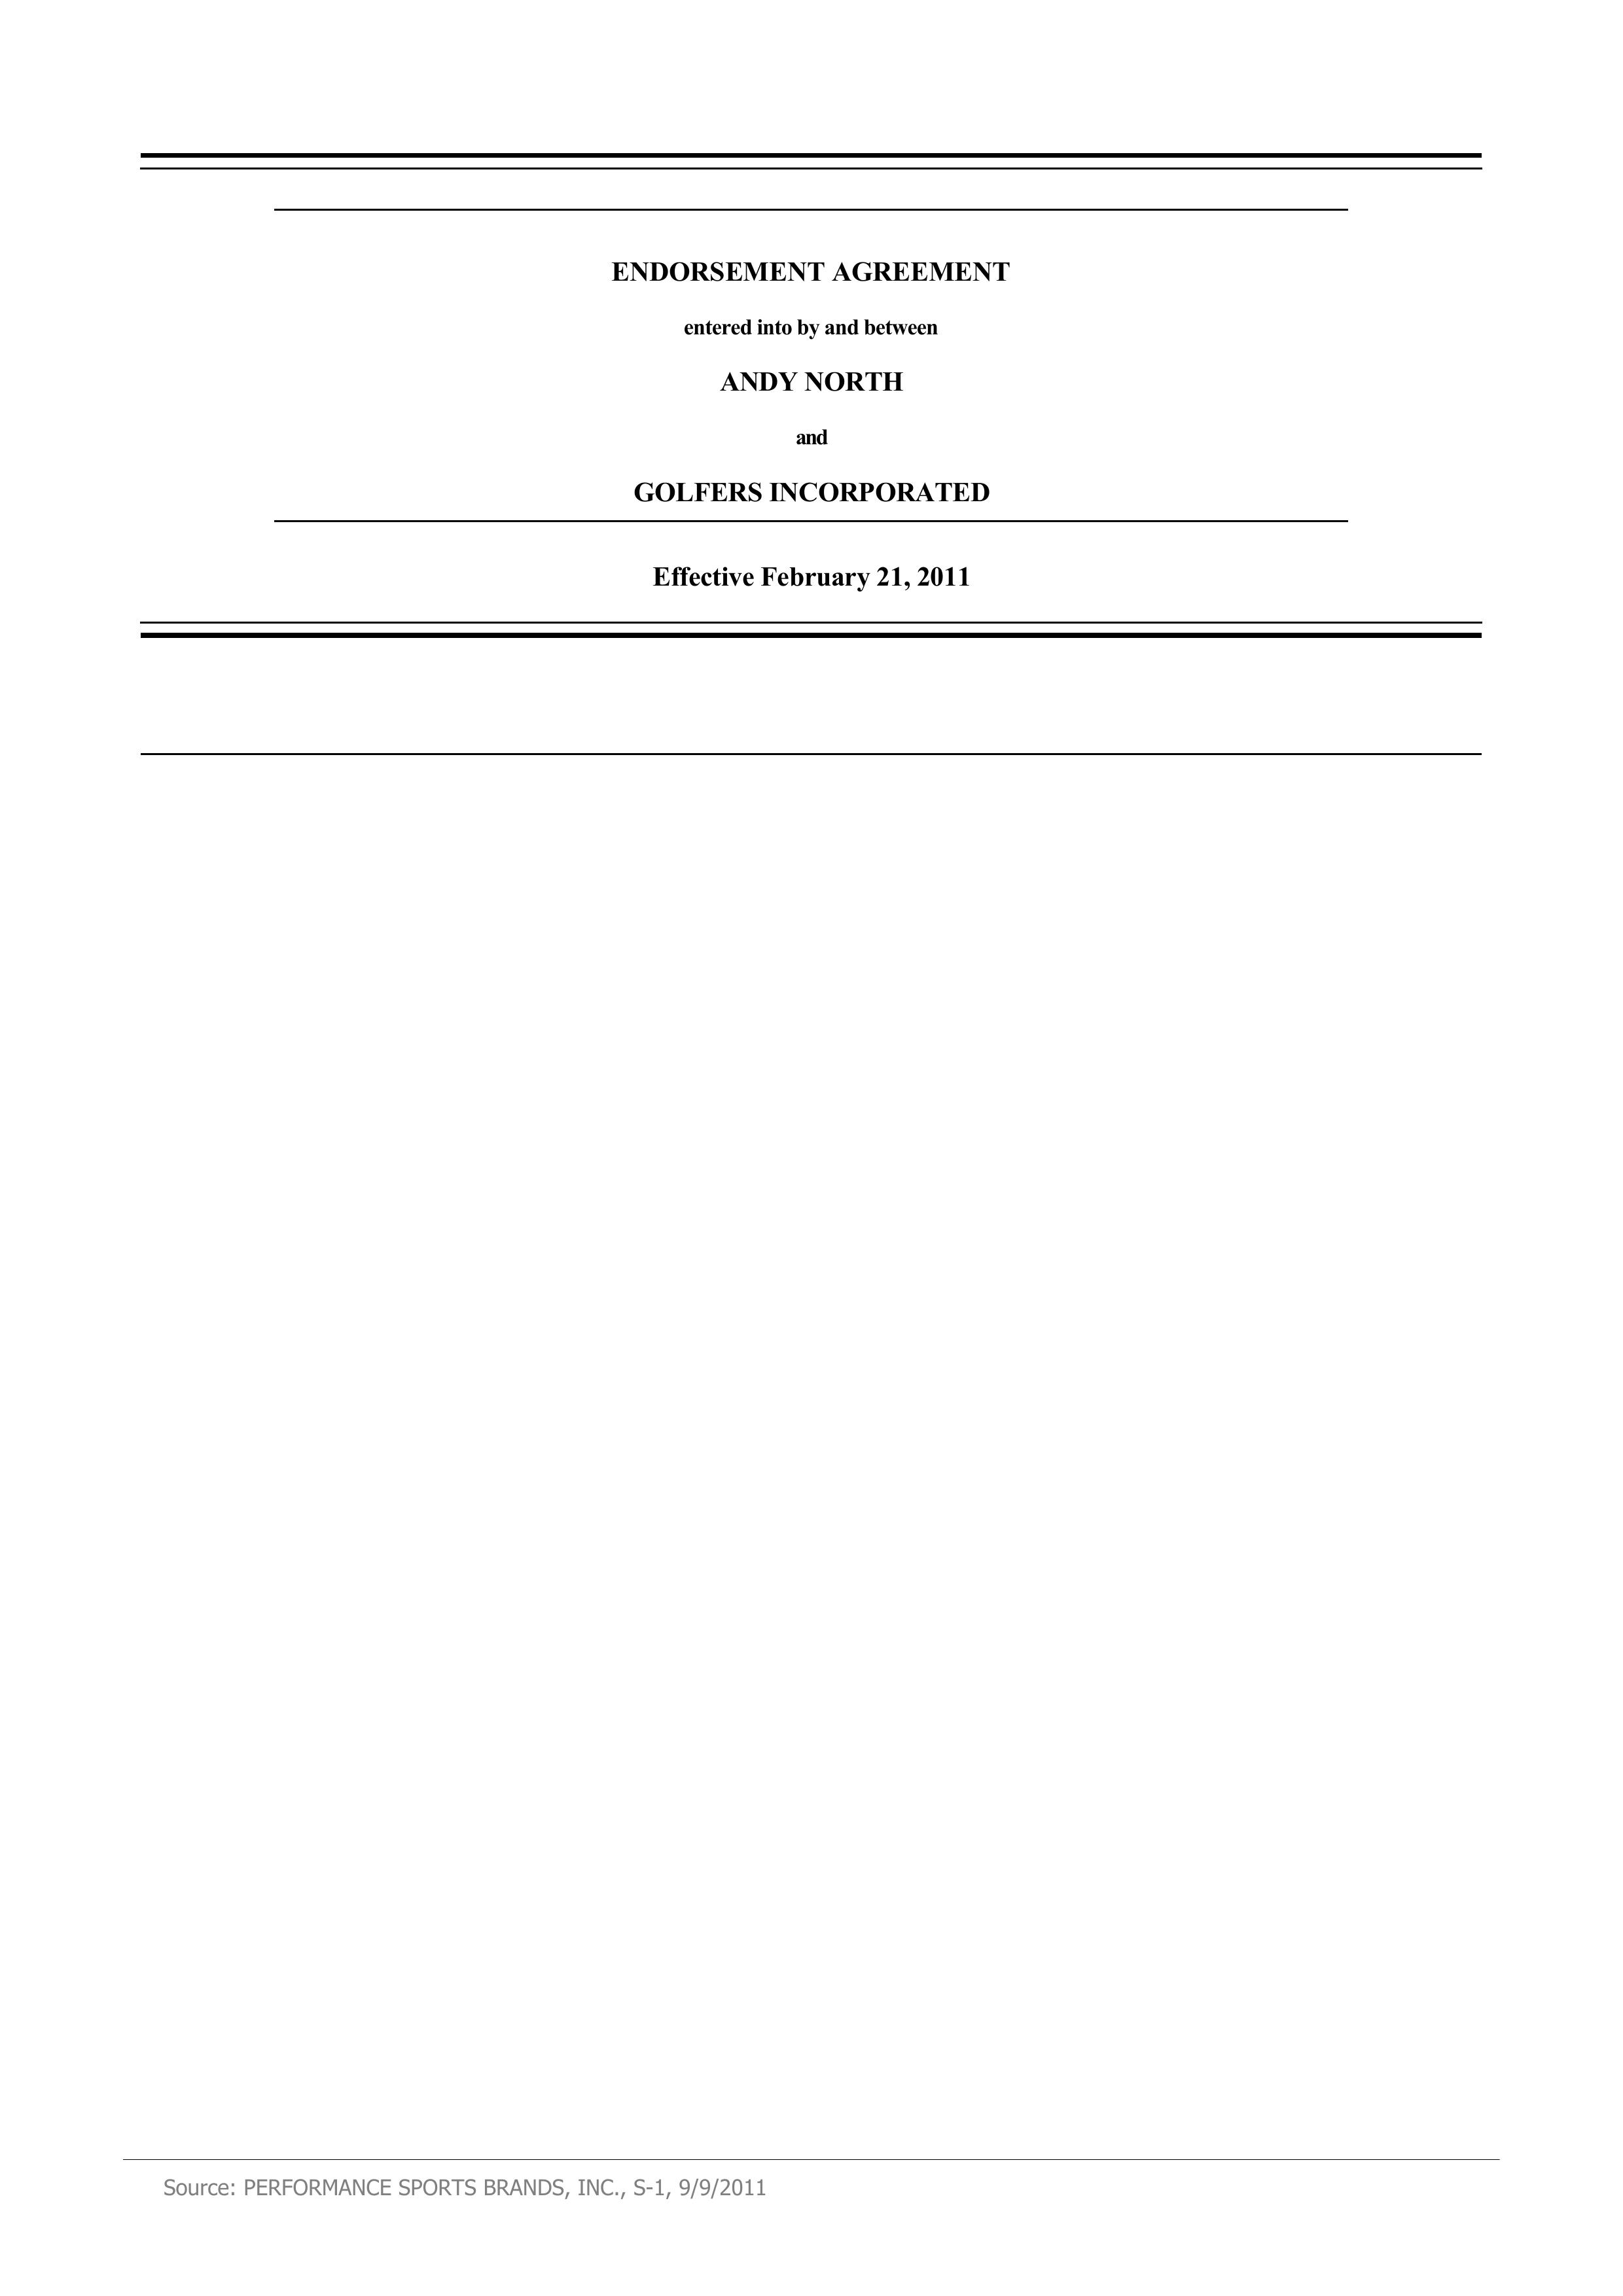 ENDORSEMENT AGREEMENT
entered into by and between
ANDY NORTH
and
GOLFERS INCORPORATED
Effective February 21, 2011
Source: PERFORMANCE SPORTS BRANDS, INC., S-1, 9/9/2011